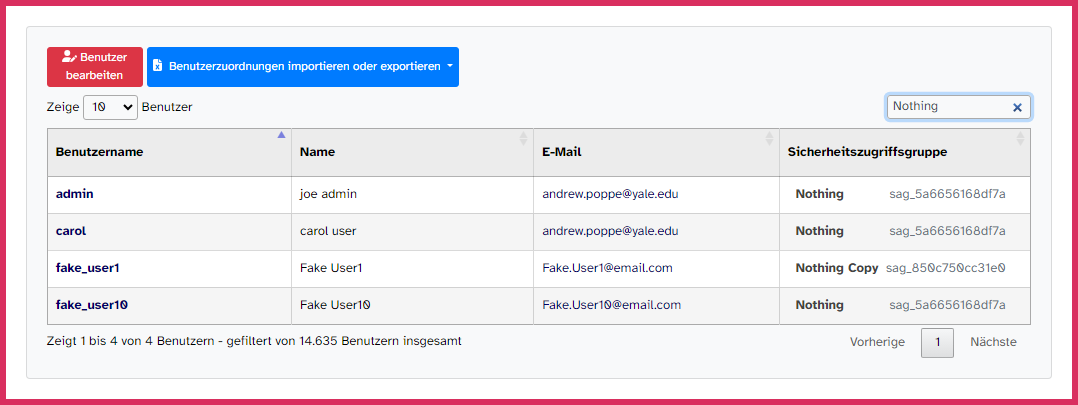 Benutzer
bearbeiten
Benutzerzuordnungen importieren oder exportieren
Zeige 10 Benutzer
Nothing
Benutzername Name E-Mail Sicherheitszugriffsgruppe
admin joe admin andrew.poppe@yale.edu Nothing sag_5a6656168df7a
carol carol user andrew.poppe@yale.edu Nothing sag_5a6656168df7a
fake_user1 Fake User1 Fake.User1@email.com Nothing Copy sag_850c750cc31e0
fake_user10 Fake User10 Fake.User10@email.com Nothing sag_5a6656168df7a
Zeigt 1 bis 4 von 4 Benutzern - gefiltert von 14.635 Benutzern insgesamt
Vorherige 1 Nächste